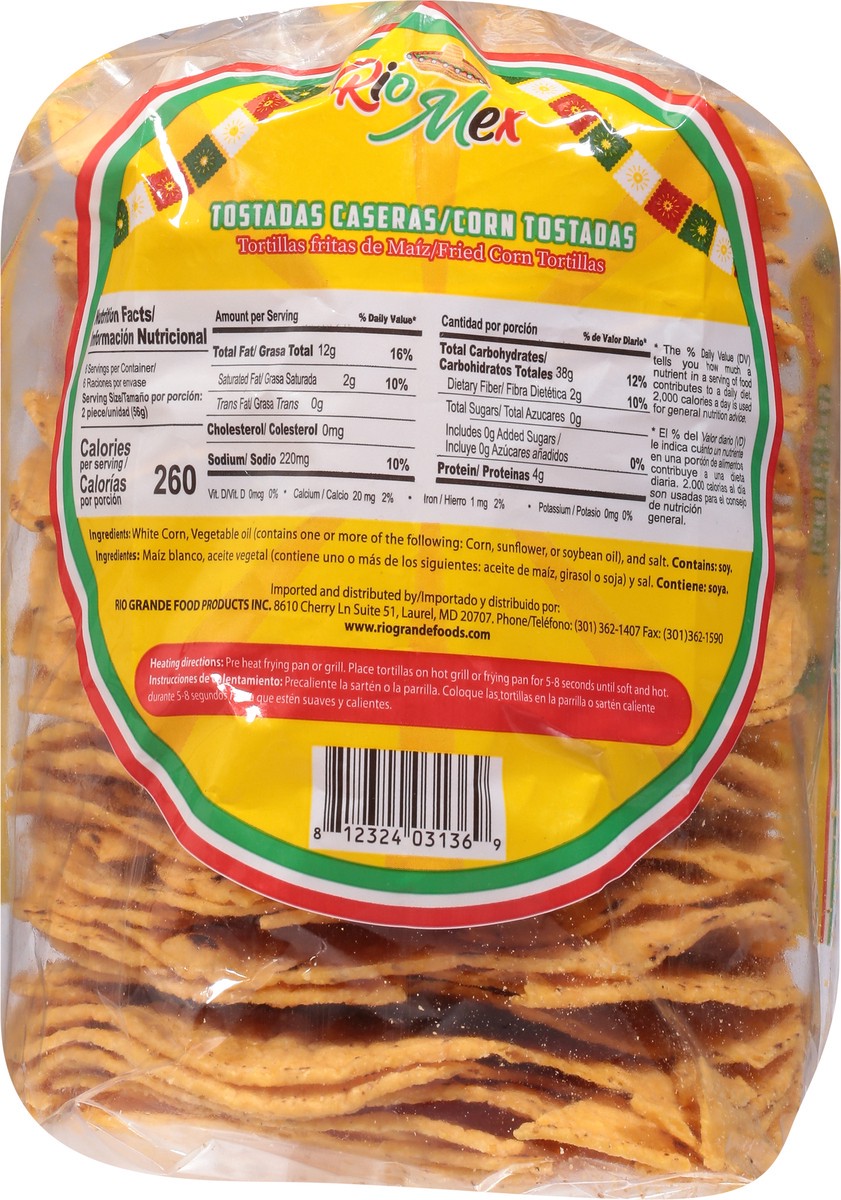 Rio Mex
TOSTADAS CASERAS/CORN TOSTADAS
Tortillas fritas de Maíz/Fried Corn Tortillas
Nutrition Facts/
Información Nutricional
Servings per Container/
6 Raciones por envase
Serving Size/Tamaño por porción:
2 piece/unidad (56g)
Calories
per serving/
Calorías
por porción
260
Amount per Serving % Daily Value*
Total Fat/ Grasa Total 12g 16%
Saturated Fat/ Grasa Saturada 2g 10%
Trans Fat/ Grasa Trans 0g
Cholesterol/ Colesterol 0mg
Sodium/ Sodio 220mg 10%
Cantidad por porción % de Valor Diario*
Total Carbohydrates/
Carbohidratos Totales 38g 12%
Dietary Fiber/ Fibra Dietética 2g 10%
Total Sugars/ Total Azucares 0g
Includes 0g Added Sugars /
Incluye 0g Azúcares añadidos 0%
Protein/ Proteinas 4g
Vit. D/Vit. D 0mcg 0% • Calcium / Calcio 20 mg 2% • Iron / Hierro 1 mg 2% • Potassium / Potasio 0mg 0%
* The % Daily Value (DV)
tells you how much a
nutrient in a serving of food
contributes to a daily diet.
2,000 calories a day is used
for general nutrition advice.
* El % del Valor diario (VD)
le indica cuánto un nutriente
en una porción de alimentos
contribuye a una dieta
diaria. 2.000 calorías al día
son usadas para el consejo
de nutrición
general.
Ingredients: White Corn, Vegetable oil (contains one or more of the following: Corn, sunflower, or soybean oil), and salt. Contains: soy.
Ingredientes: Maíz blanco, aceite vegetal (contiene uno o más de los siguientes: aceite de maíz, girasol o soja) y sal. Contiene: soya.
Imported and distributed by/Importado y distribuido por:
RIO GRANDE FOOD PRODUCTS INC. 8610 Cherry Ln Suite 51, Laurel, MD 20707. Phone/Teléfono: (301) 362-1407 Fax: (301)362-1590
www.riograndefoods.com
Heating directions: Pre heat frying pan or grill. Place tortillas on hot grill or frying pan for 5-8 seconds until soft and hot.
Instrucciones de calentamiento: Precaliente la sartén o la parrilla. Coloque las tortillas en la parrilla o sartén caliente
durante 5-8 segundos que estén suaves y calientes.
8 12324 03136 9